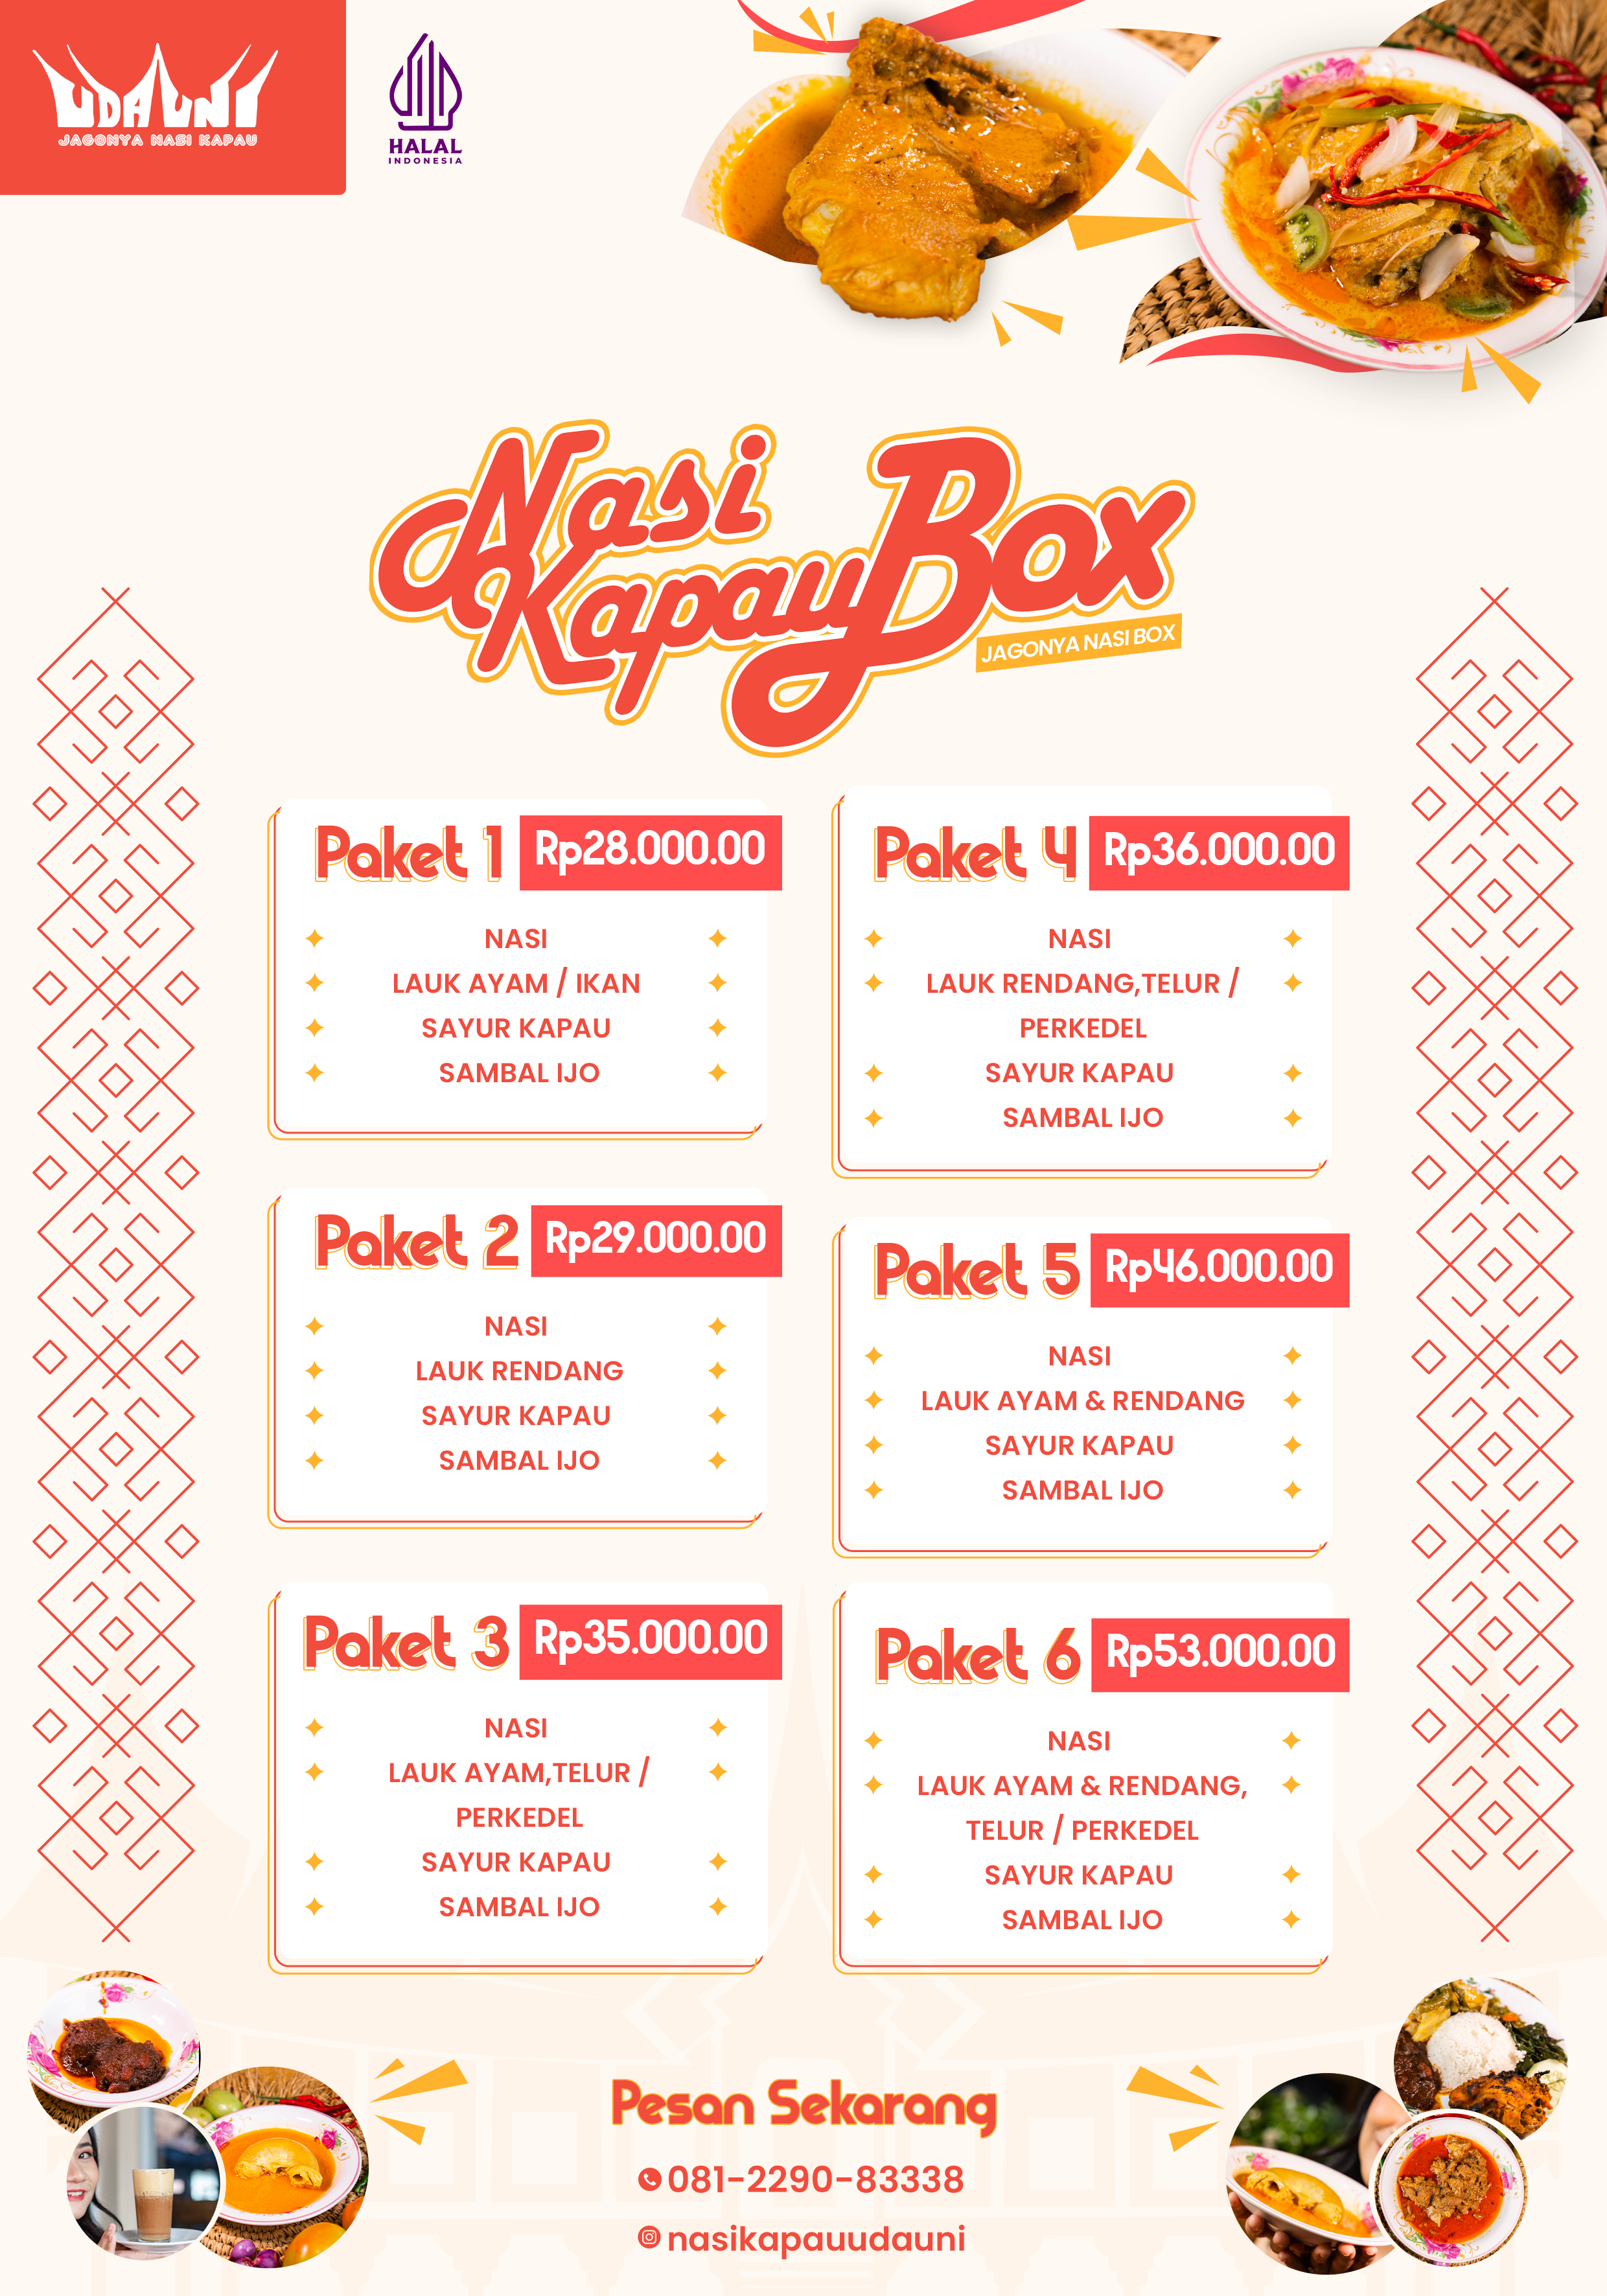 UDA UNI
JAGONYA NASI KAPAU
HALAL
INDONESIA
Nasi
Kapau Box
JAGONYA NASI BOX
Paket 1 Rp28.000.00
NASI
LAUK AYAM / IKAN
SAYUR KAPAU
SAMBAL IJO
Paket 2 Rp29.000.00
NASI
LAUK RENDANG
SAYUR KAPAU
SAMBAL IJO
Paket 3 Rp35.000.00
NASI
LAUK AYAM,TELUR /
PERKEDEL
SAYUR KAPAU
SAMBAL IJO
Paket 4 Rp36.000.00
NASI
LAUK RENDANG,TELUR /
PERKEDEL
SAYUR KAPAU
SAMBAL IJO
Paket 5 Rp46.000.00
NASI
LAUK AYAM & RENDANG
SAYUR KAPAU
SAMBAL IJO
Paket 6 Rp53.000.00
NASI
LAUK AYAM & RENDANG,
TELUR / PERKEDEL
SAYUR KAPAU
SAMBAL IJO
Pesan Sekarang
081-2290-83338
nasikapauudauni